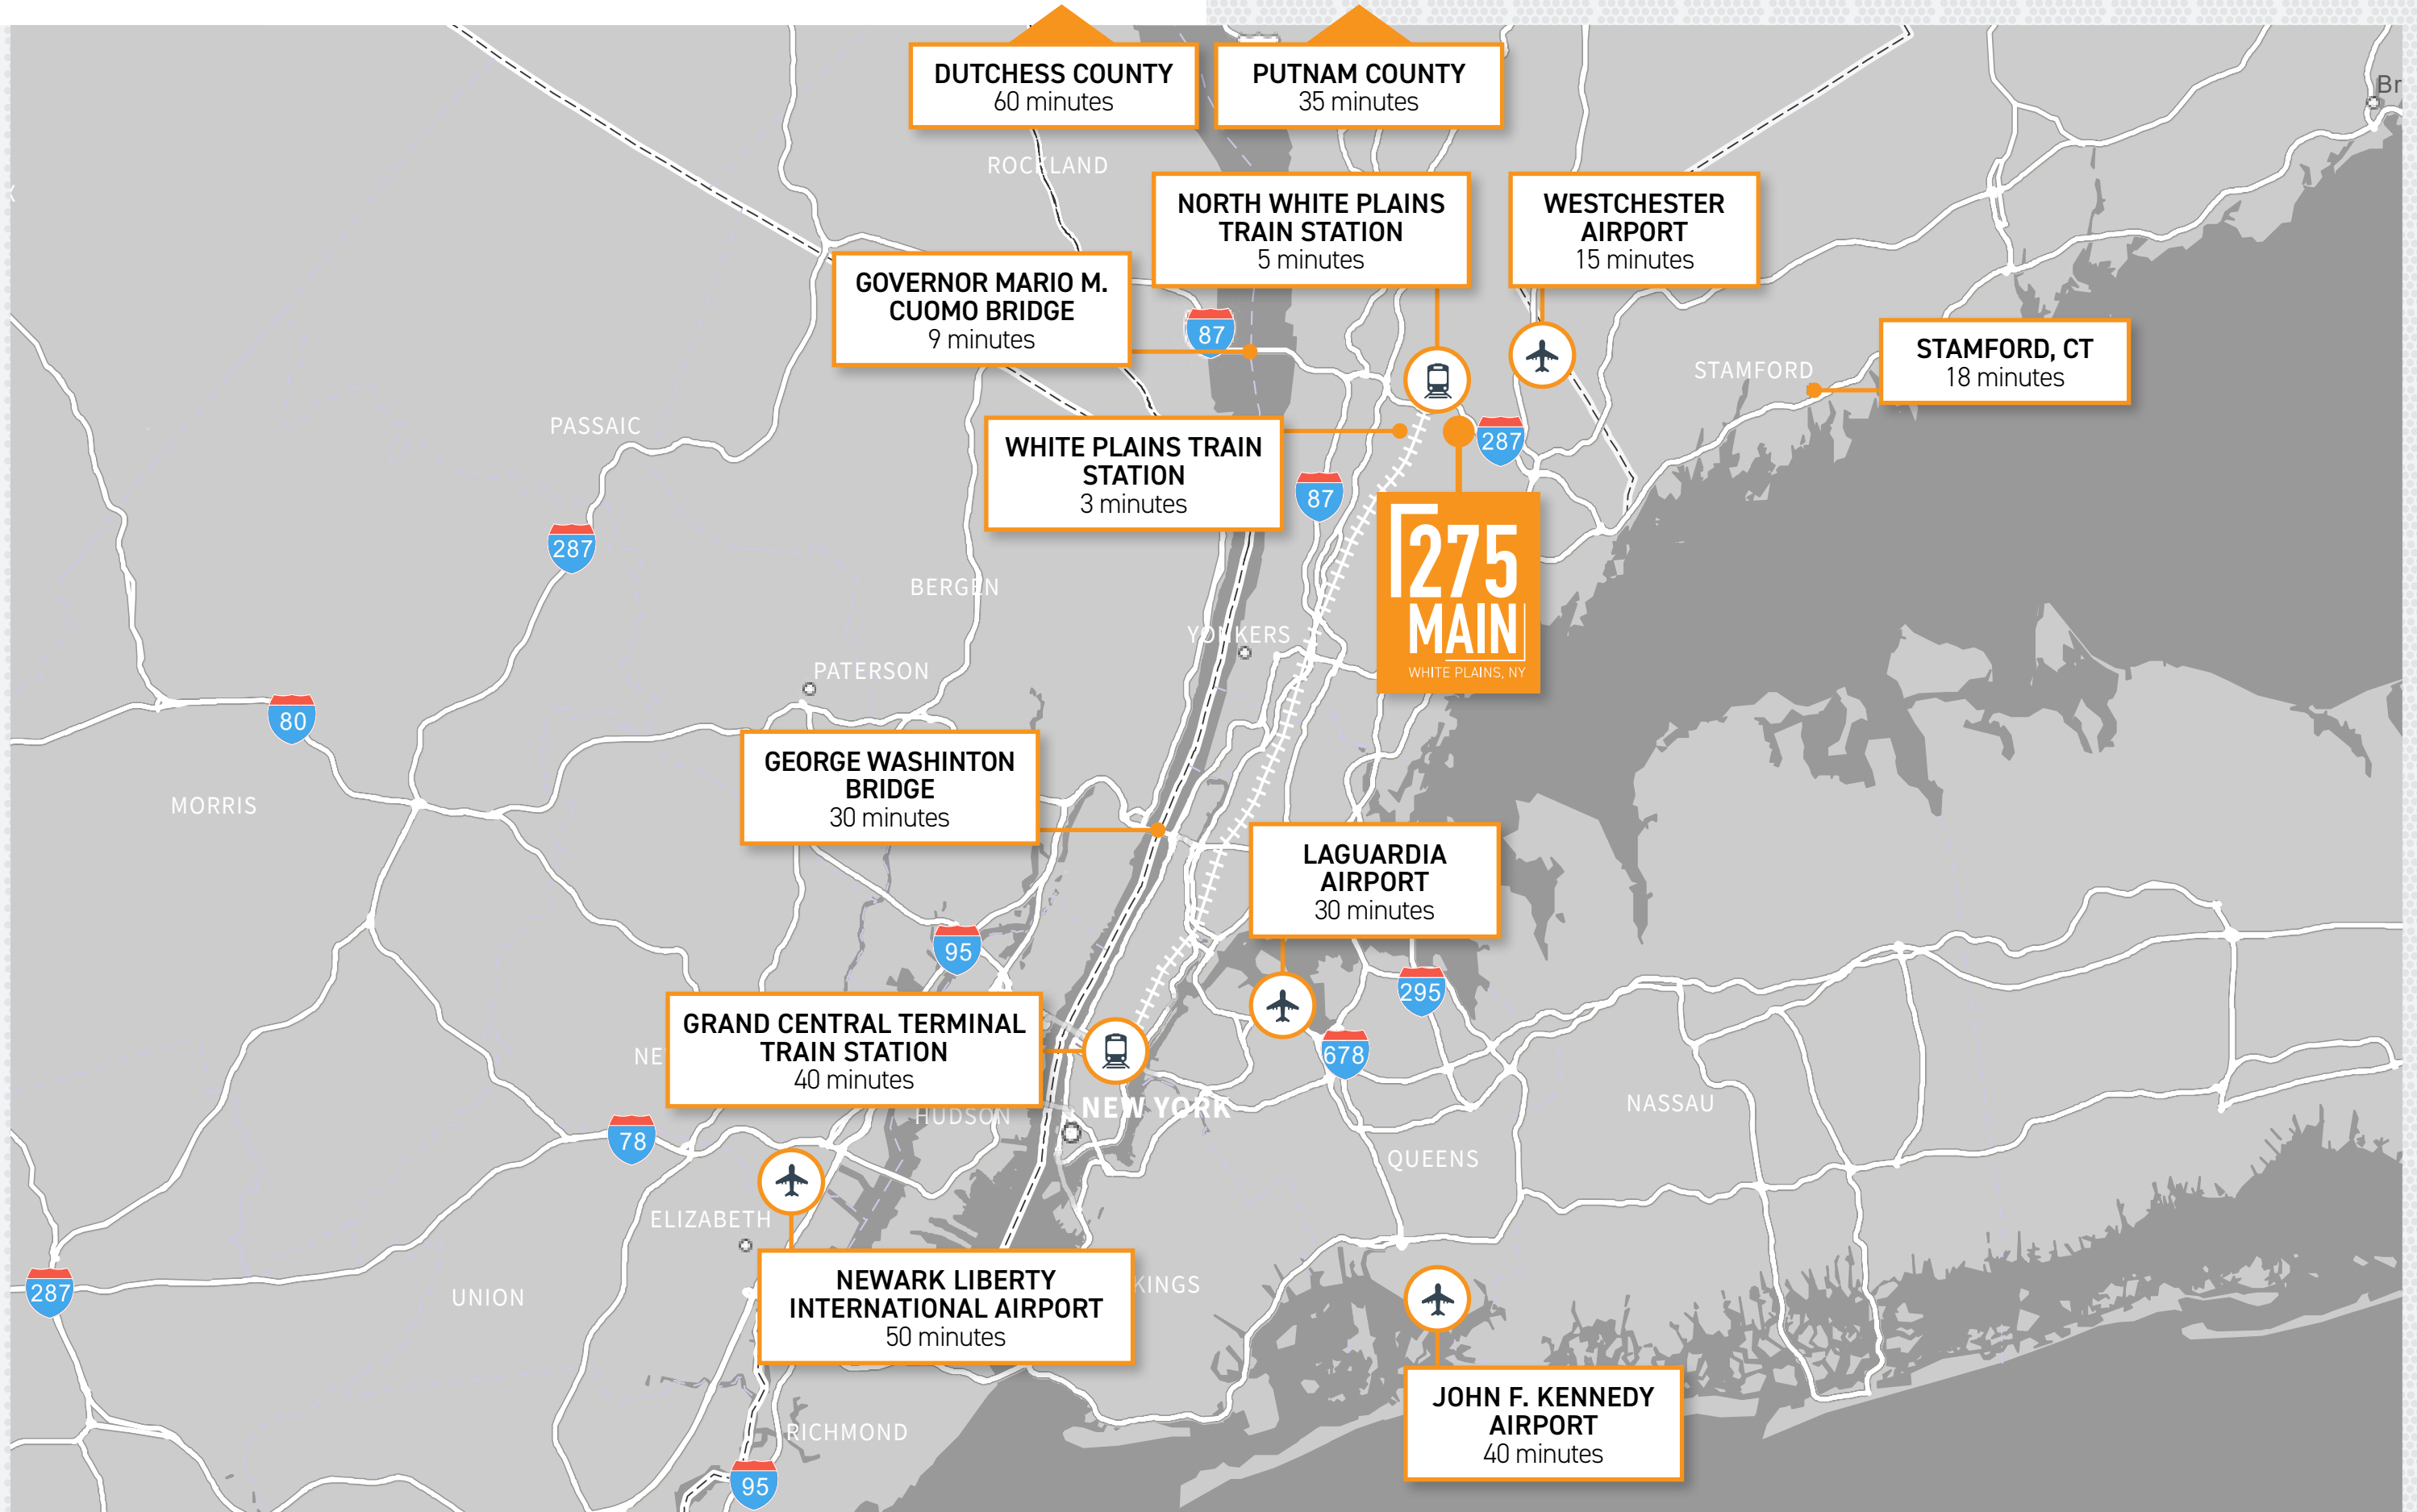 DUTCHESS COUNTY
60 minutes
PUTNAM COUNTY
35 minutes
Br
ROCKLAND
NORTH WHITE PLAINS
TRAIN STATION
5 minutes
WESTCHESTER
AIRPORT
15 minutes
GOVERNOR MARIO M.
CUOMO BRIDGE
9 minutes
87
STAMFORD
STAMFORD, CT
18 minutes
PASSAIC
WHITE PLAINS TRAIN
STATION
3 minutes
287
87
287
275
MAIN
WHITE PLAINS, NY
BERGEN
YONKERS
PATERSON
80
GEORGE WASHINTON
BRIDGE
30 minutes
MORRIS
LAGUARDIA
AIRPORT
30 minutes
95
295
GRAND CENTRAL TERMINAL
TRAIN STATION
40 minutes
NE
678
HUDSON
NEW YORK
NASSAU
78
QUEENS
ELIZABETH
NEWARK LIBERTY
INTERNATIONAL AIRPORT
50 minutes
KINGS
287
UNION
JOHN F. KENNEDY
AIRPORT
40 minutes
RICHMOND
95